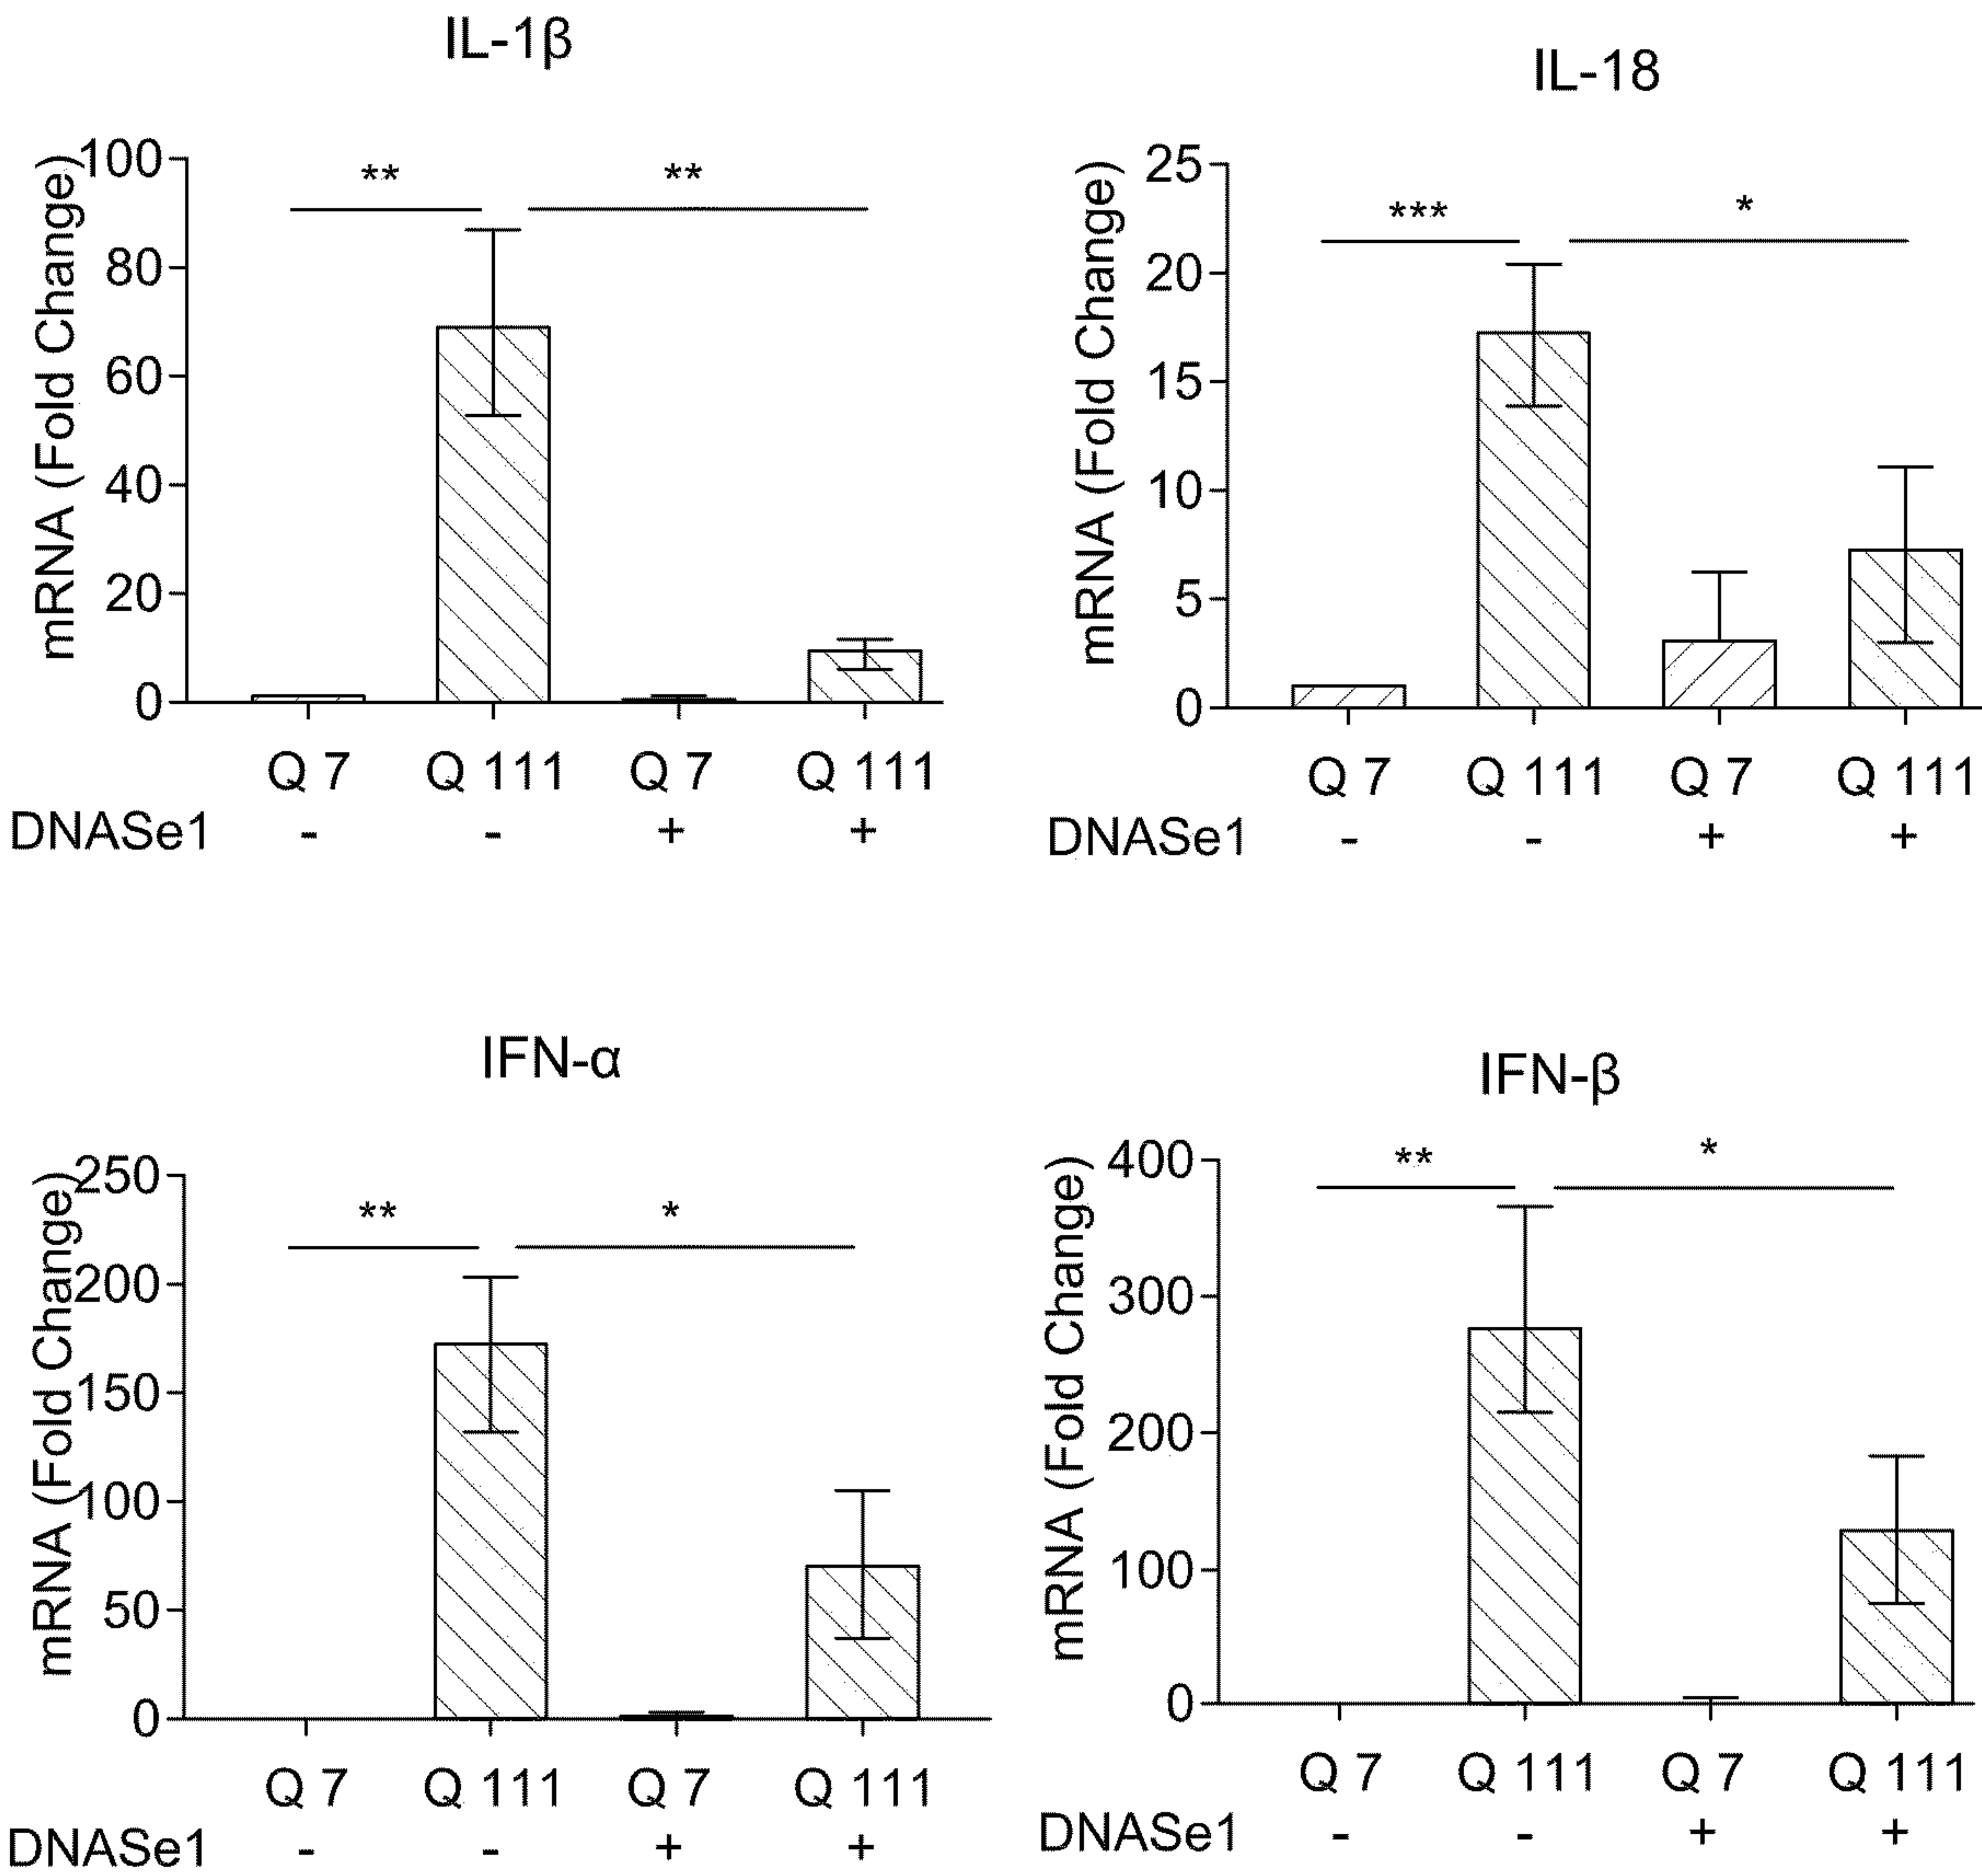 IL-1β
mRNA (Fold Change)
100
80
60
40
20
0
** **
Q 7 Q 111 Q 7 Q 111
DNASe1 - - + +
IL-18
mRNA (Fold Change)
25
20
15
10
5
0
*** *
Q 7 Q 111 Q 7 Q 111
DNASe1 - - + +
IFN-α
mRNA (Fold Change)
250
200
150
100
50
0
** *
Q 7 Q 111 Q 7 Q 111
DNASe1 - - + +
IFN-β
mRNA (Fold Change)
400
300
200
100
0
** *
Q 7 Q 111 Q 7 Q 111
DNASe1 - - + +